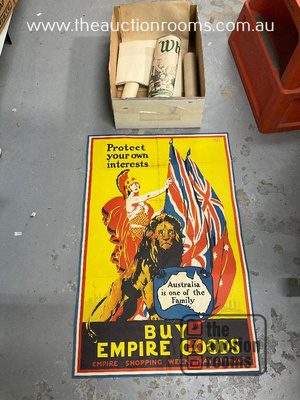 www.theauctionrooms.com.au
Wh
Protect
your own
interests
Australia
is one of the
Family
BUY
EMPIRE GOODS
EMPIRE SHOPPING WEEK
the
auction
rooms